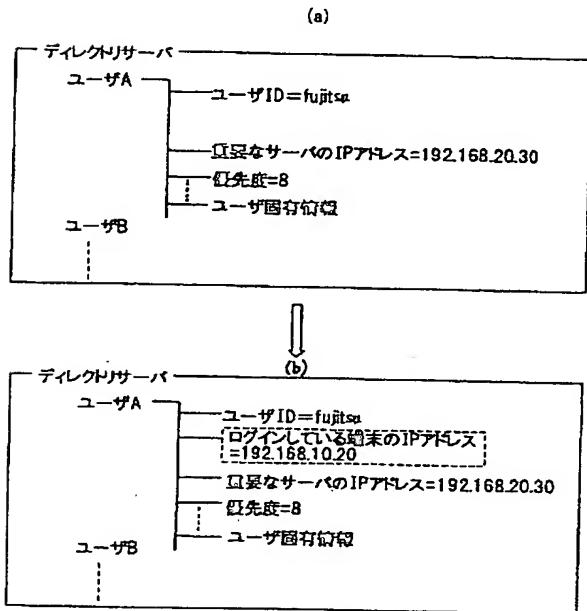 (a)
ディレクトリサーバ
ユーザA
ユーザID=fujitsu
重要なサーバのIPアドレス=192.168.20.30
優先度=8
ユーザ固有情報
ユーザB
(b)
ディレクトリサーバ
ユーザA
ユーザID=fujitsu
ログインしている端末のIPアドレス
=192.168.10.20
重要なサーバのIPアドレス=192.168.20.30
優先度=8
ユーザ固有情報
ユーザB